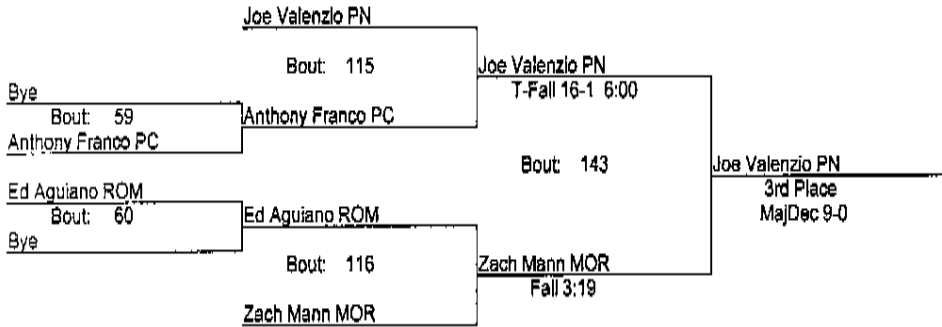 Joe Valenzio PN
Bout: 115
Joe Valenzio PN
T-Fall 16-1 6:00
Bye
Bout: 59
Anthony Franco PC
Anthony Franco PC
Bout: 143
Joe Valenzio PN
3rd Place
MajDec 9-0
Ed Aguiano ROM
Bout: 60
Ed Aguiano ROM
Bye
Bout: 116
Zach Mann MOR
Fall 3:19
Zach Mann MOR